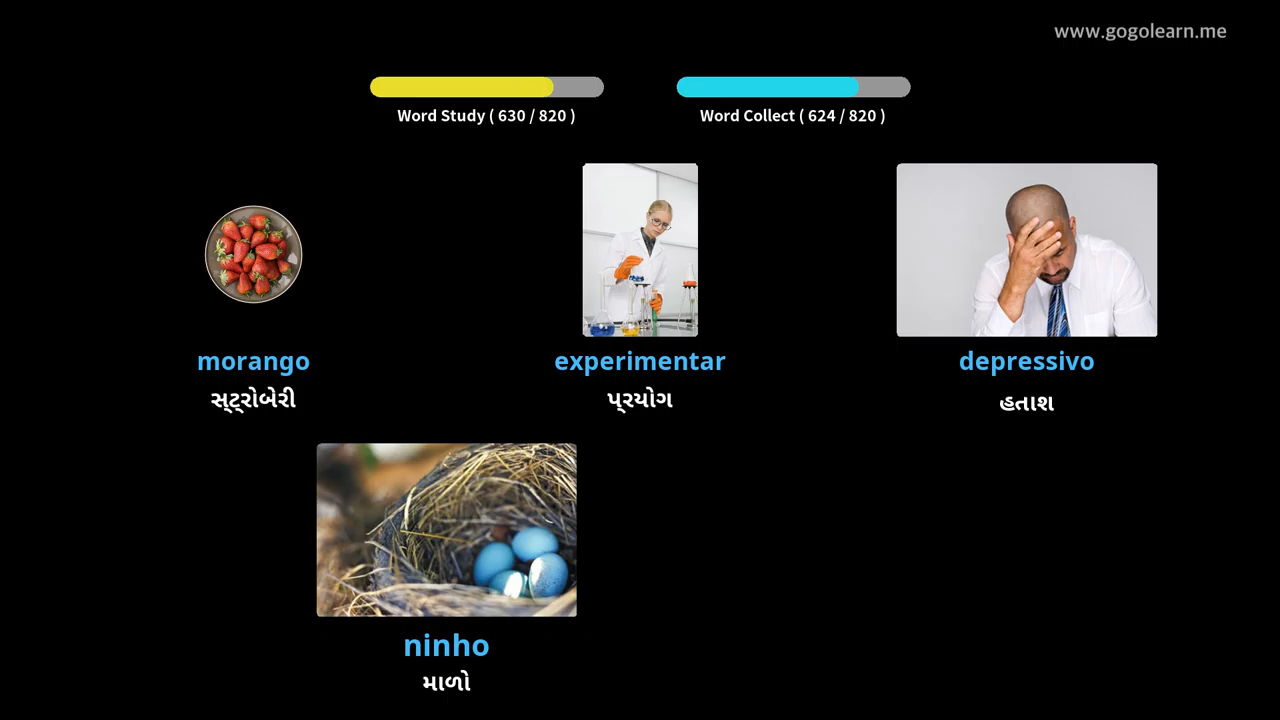 www.gogolearn.me
Word Study ( 630 / 820 )
Word Collect ( 624 / 820 )
morango
experimentar
depressivo
સ્ટ્રોબેરી
પ્રયોગ
હતાશ
ninho
માળો